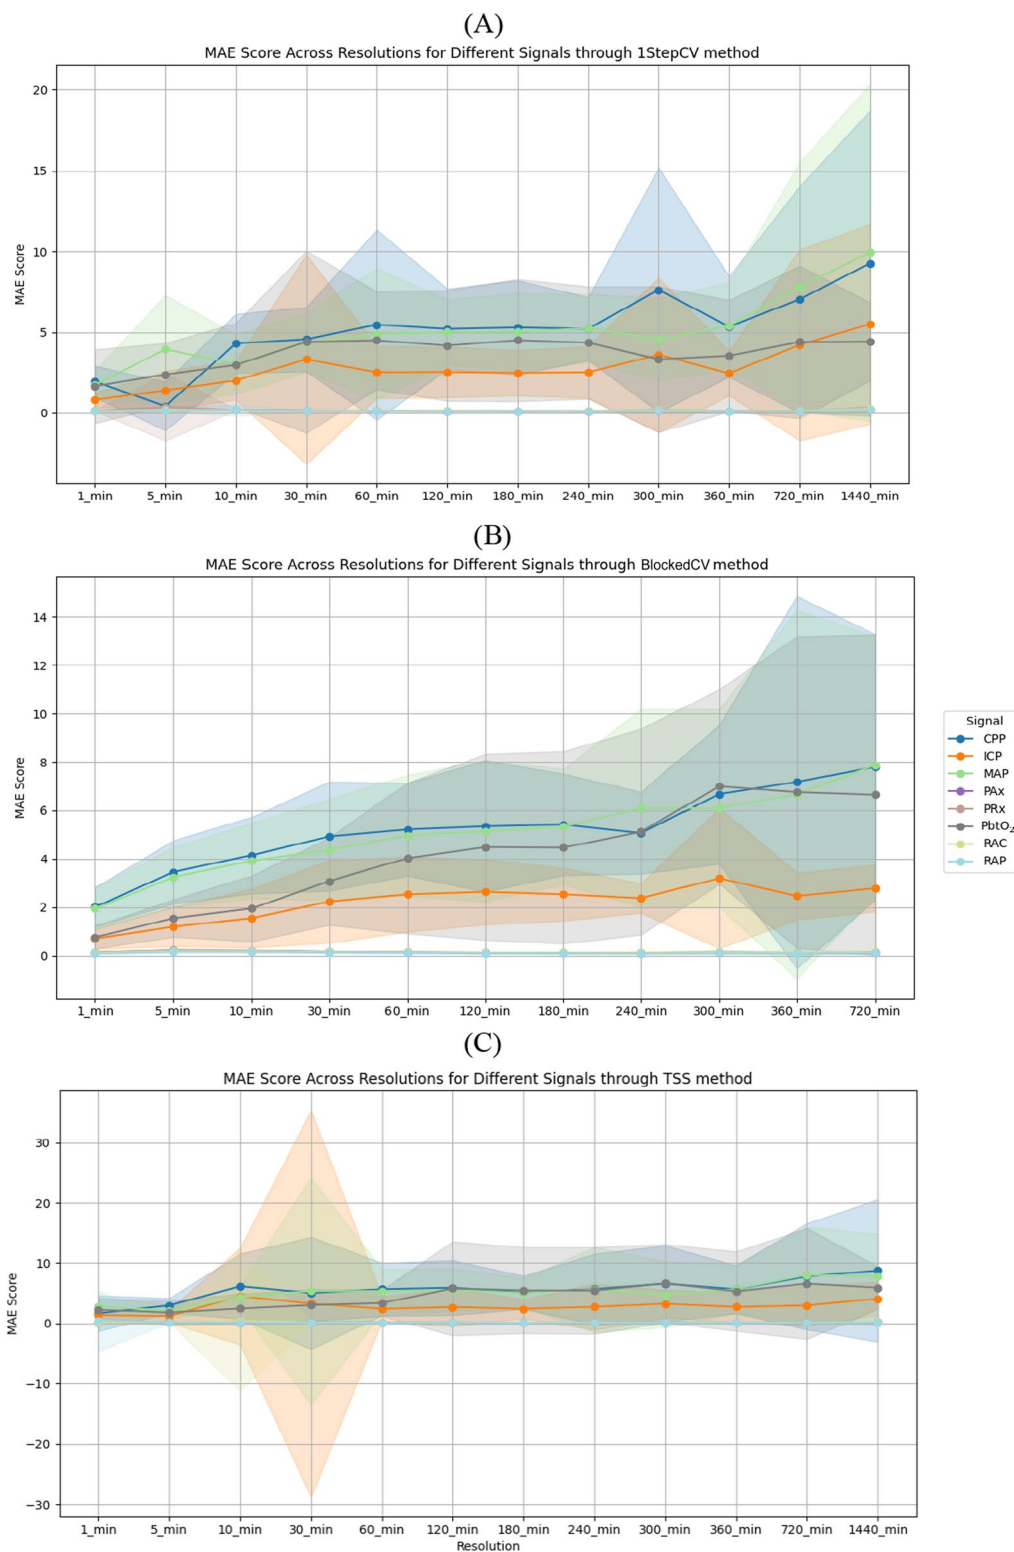 (A)
MAE Score Across Resolutions for Different Signals through 1StepCV method
20
15
10
5
0
MAE Score
1_min 5_min 10_min 30_min 60_min 120_min 180_min 240_min 300_min 360_min 720_min 1440_min
(B)
MAE Score Across Resolutions for Different Signals through BlockedCV method
14
12
10
8
6
4
2
0
MAE Score
1_min 5_min 10_min 30_min 60_min 120_min 180_min 240_min 300_min 360_min 720_min
Signal
CPP
ICP
MAP
PAx
PRx
PbtO₂
RAC
RAP
(C)
MAE Score Across Resolutions for Different Signals through TSS method
30
20
10
0
−10
−20
−30
MAE Score
1_min 5_min 10_min 30_min 60_min 120_min 180_min 240_min 300_min 360_min 720_min 1440_min
Resolution